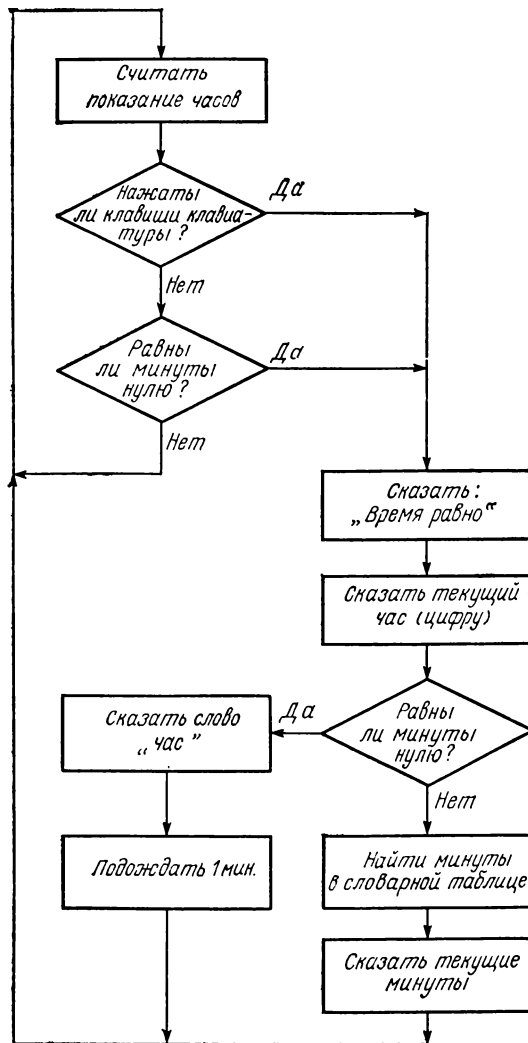 Считать
показание часов
Нажаты
ли клавиши клавиа-
туры?
Да
Нет
Равны
ли минуты
нулю?
Да
Нет
Сказать:
„Время равно“
Сказать текущий
час (цифру)
Равны
ли минуты
нулю?
Да
Нет
Сказать слово
„час”
Подождать 1 мин.
Найти минуты
в словарной таблице
Сказать текущие
минуты